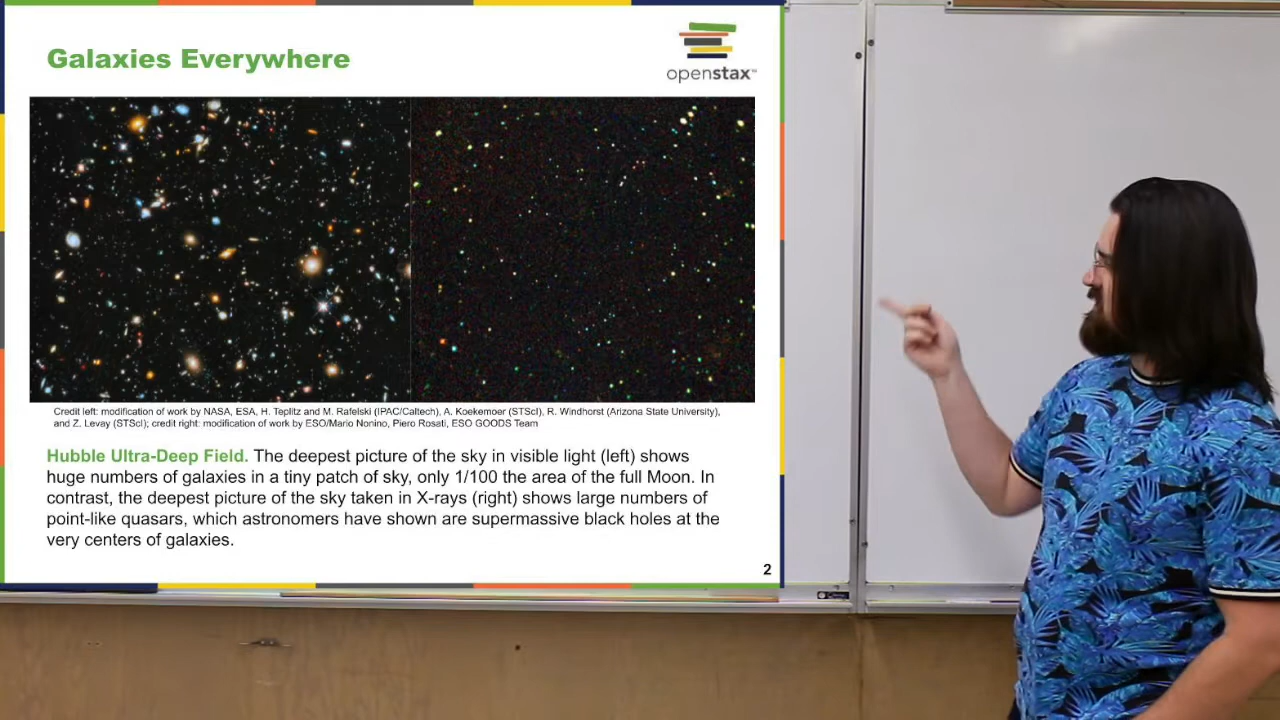 Galaxies Everywhere
openstax™
Credit left: modification of work by NASA, ESA, H. Teplitz and M. Rafelski (IPAC/Caltech), A. Koekemoer (STScI), R. Windhorst (Arizona State University),
and Z. Levay (STScI); credit right: modification of work by ESO/Mario Nonino, Piero Rosati, ESO GOODS Team
Hubble Ultra-Deep Field. The deepest picture of the sky in visible light (left) shows
huge numbers of galaxies in a tiny patch of sky, only 1/100 the area of the full Moon. In
contrast, the deepest picture of the sky taken in X-rays (right) shows large numbers of
point-like quasars, which astronomers have shown are supermassive black holes at the
very centers of galaxies.
2